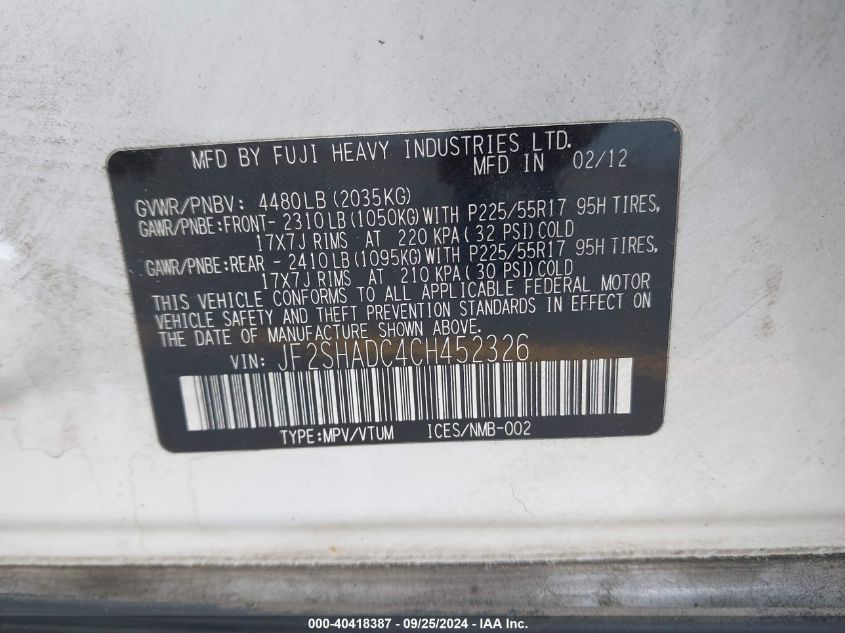 MFD BY FUJI HEAVY INDUSTRIES LTD.
MFD IN 02/12
GVWR/PNBV: 4480LB (2035KG)
GAWR/PNBE:FRONT- 2310 LB (1050KG) WITH P225/55R17 95H TIRES,
17X7J RIMS AT 220 KPA ( 32 PSI) COLD
GAWR/PNBE:REAR - 2410 LB (1095KG) WITH P225/55R17 95H TIRES,
17X7J RIMS AT 210 KPA ( 30 PSI) COLD
THIS VEHICLE CONFORMS TO ALL APPLICABLE FEDERAL MOTOR
VEHICLE SAFETY AND THEFT PREVENTION STANDARDS IN EFFECT ON
THE DATE OF MANUFACTURE SHOWN ABOVE.
VIN: JF2SHADC4CH452326
TYPE:MPV/VTUM ICES/NMB-002
000-40418387 - 09/25/2024 - IAA Inc.